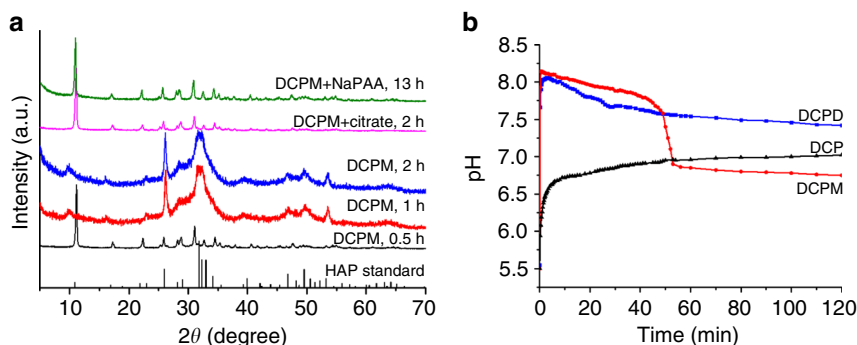 a
DCPM+NaPAA, 13 h
DCPM+citrate, 2 h
DCPM, 2 h
DCPM, 1 h
DCPM, 0.5 h
HAP standard
Intensity (a.u.)
10 20 30 40 50 60 70
2θ (degree)
b
8.5
8.0
7.5
7.0
6.5
6.0
5.5
pH
DCPD
DCP
DCPM
0 20 40 60 80 100 120
Time (min)